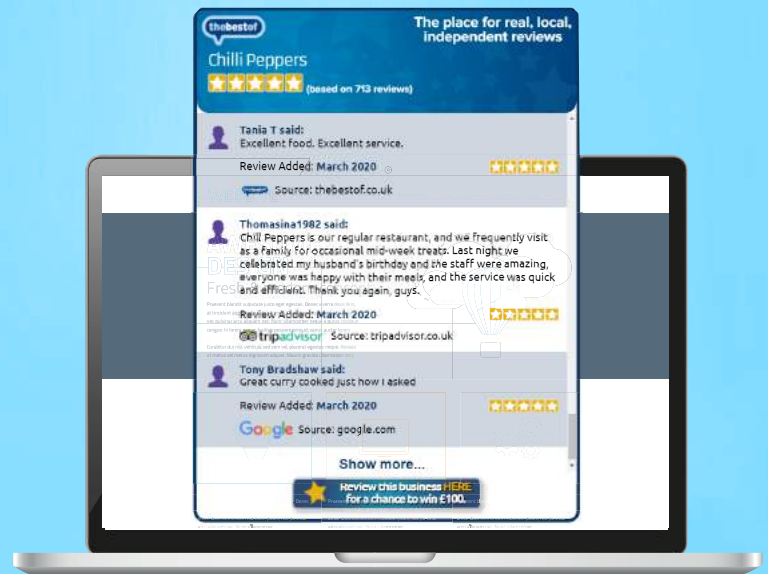 thebestof
The place for real, local,
independent reviews
Chilli Peppers
(based on 713 reviews)
Tania T said:
Excellent food. Excellent service.
Review Added: March 2020
Source: thebestof.co.uk
Thomasina1982 said:
Chill Peppers is our regular restaurant, and we frequently visit
as a family for occasional mid-week treats. Last night we
celebrated my husband's birthday and the staff were amazing,
everyone was happy with their meals, and the service was quick
and efficient. Thank you again, guys.
Review Added: March 2020
tripadvisor Source: tripadvisor.co.uk
Tony Bradshaw said:
Great curry cooked just how I asked
Review Added: March 2020
Google Source: google.com
Show more...
Review this business HERE
for a chance to win £100.